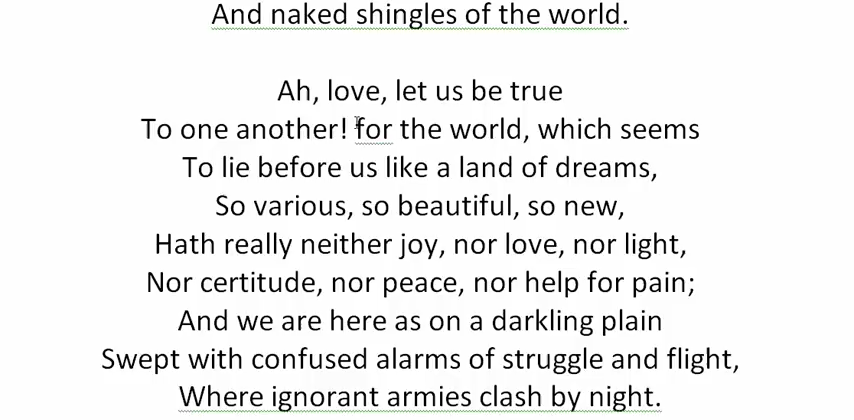 And naked shingles of the world.
Ah, love, let us be true
To one another! for the world, which seems
To lie before us like a land of dreams,
So various, so beautiful, so new,
Hath really neither joy, nor love, nor light,
Nor certitude, nor peace, nor help for pain;
And we are here as on a darkling plain
Swept with confused alarms of struggle and flight,
Where ignorant armies clash by night.